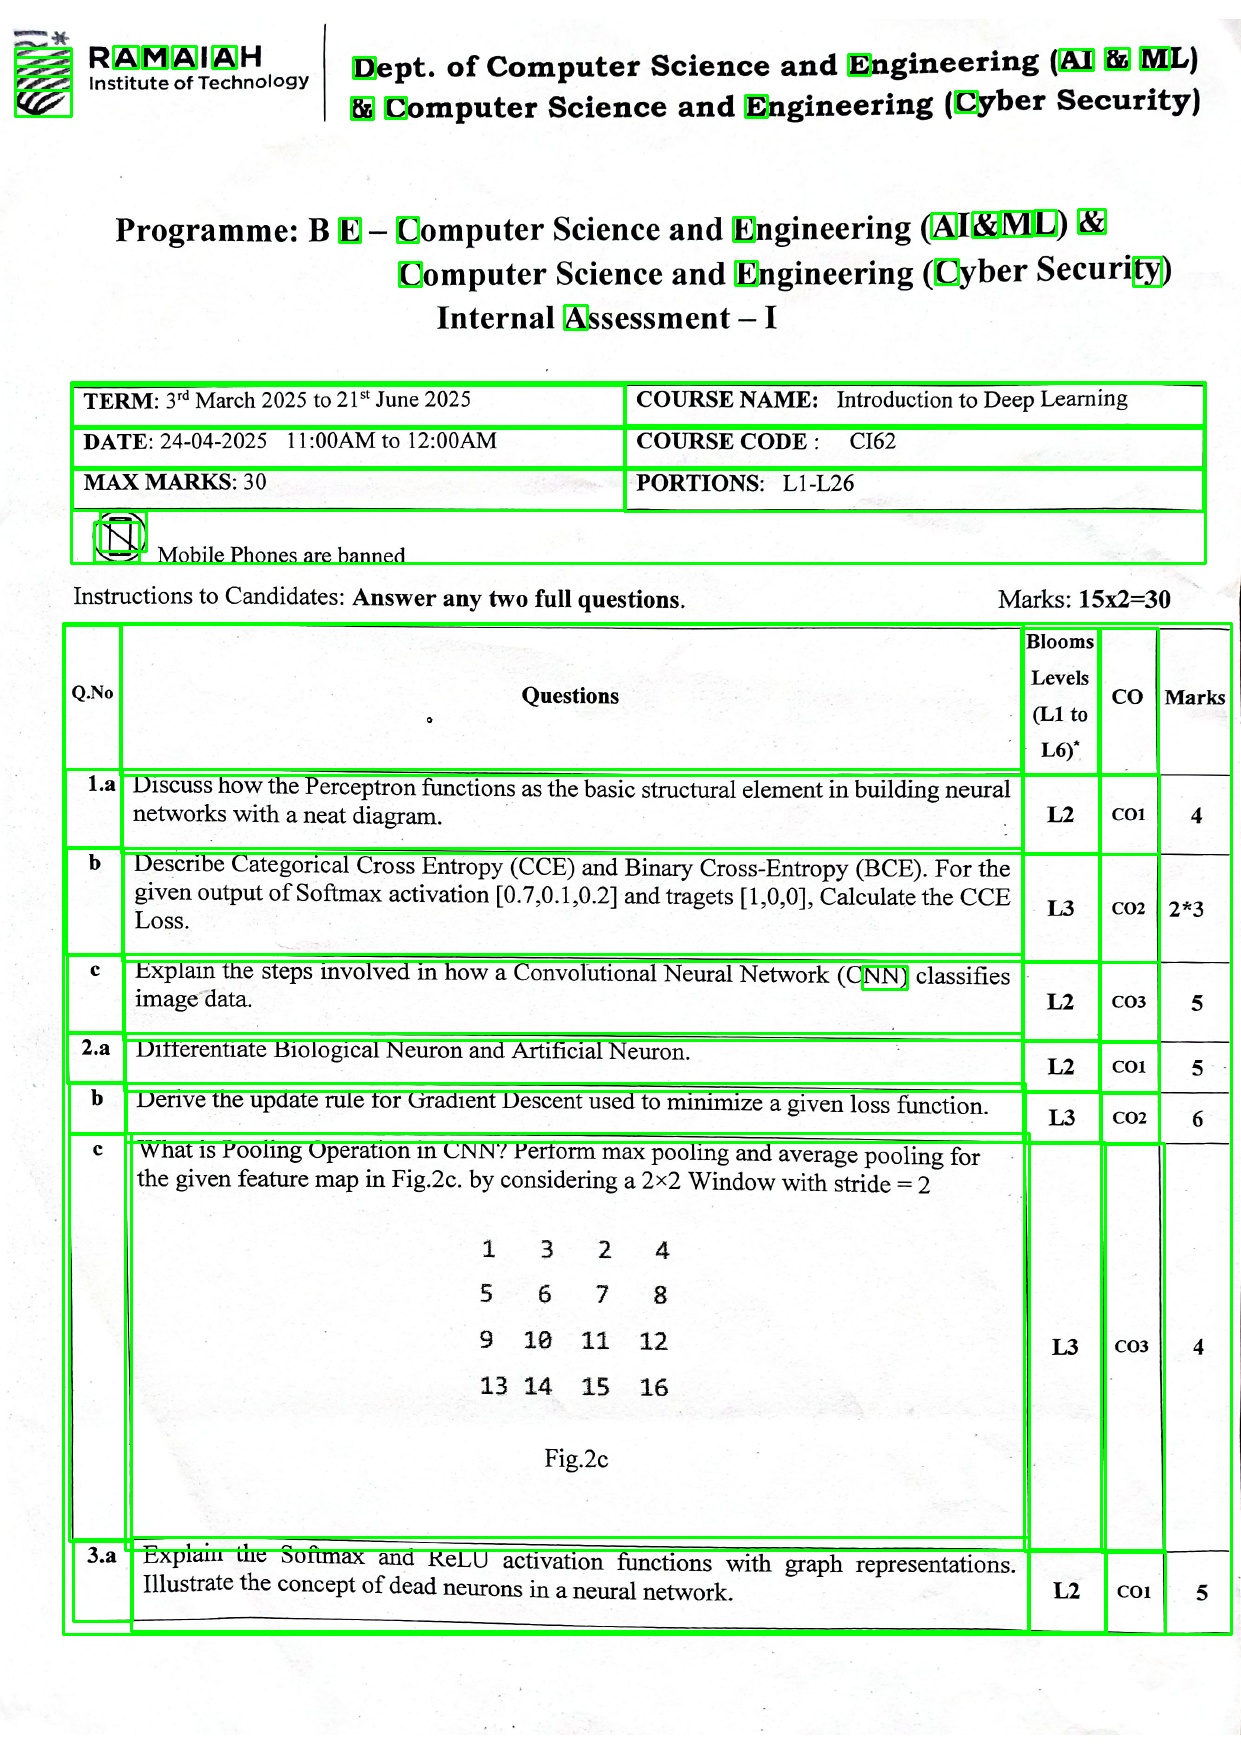 RAMAIAH
Institute of Technology
Dept. of Computer Science and Engineering (AI & ML)
& Computer Science and Engineering (Cyber Security)
Programme: B E – Computer Science and Engineering (AI&ML) &
Computer Science and Engineering (Cyber Security)
Internal Assessment – I
TERM: 3rd March 2025 to 21st June 2025 COURSE NAME: Introduction to Deep Learning
DATE: 24-04-2025 11:00AM to 12:00AM COURSE CODE : CI62
MAX MARKS: 30 PORTIONS: L1-L26
Mobile Phones are banned
Instructions to Candidates: Answer any two full questions. Marks: 15x2=30
Q.No Questions Blooms Levels (L1 to L6)* CO Marks
1.a Discuss how the Perceptron functions as the basic structural element in building neural
networks with a neat diagram. L2 CO1 4
b Describe Categorical Cross Entropy (CCE) and Binary Cross-Entropy (BCE). For the
given output of Softmax activation [0.7,0.1,0.2] and tragets [1,0,0], Calculate the CCE
Loss. L3 CO2 2*3
c Explain the steps involved in how a Convolutional Neural Network (CNN) classifies
image data. L2 CO3 5
2.a Differentiate Biological Neuron and Artificial Neuron. L2 CO1 5
b Derive the update rule for Gradient Descent used to minimize a given loss function. L3 CO2 6
c What is Pooling Operation in CNN? Perform max pooling and average pooling for
the given feature map in Fig.2c. by considering a 2×2 Window with stride = 2
1 3 2 4
5 6 7 8
9 10 11 12
13 14 15 16
Fig.2c
L3 CO3 4
3.a Explain the Softmax and ReLU activation functions with graph representations.
Illustrate the concept of dead neurons in a neural network. L2 CO1 5